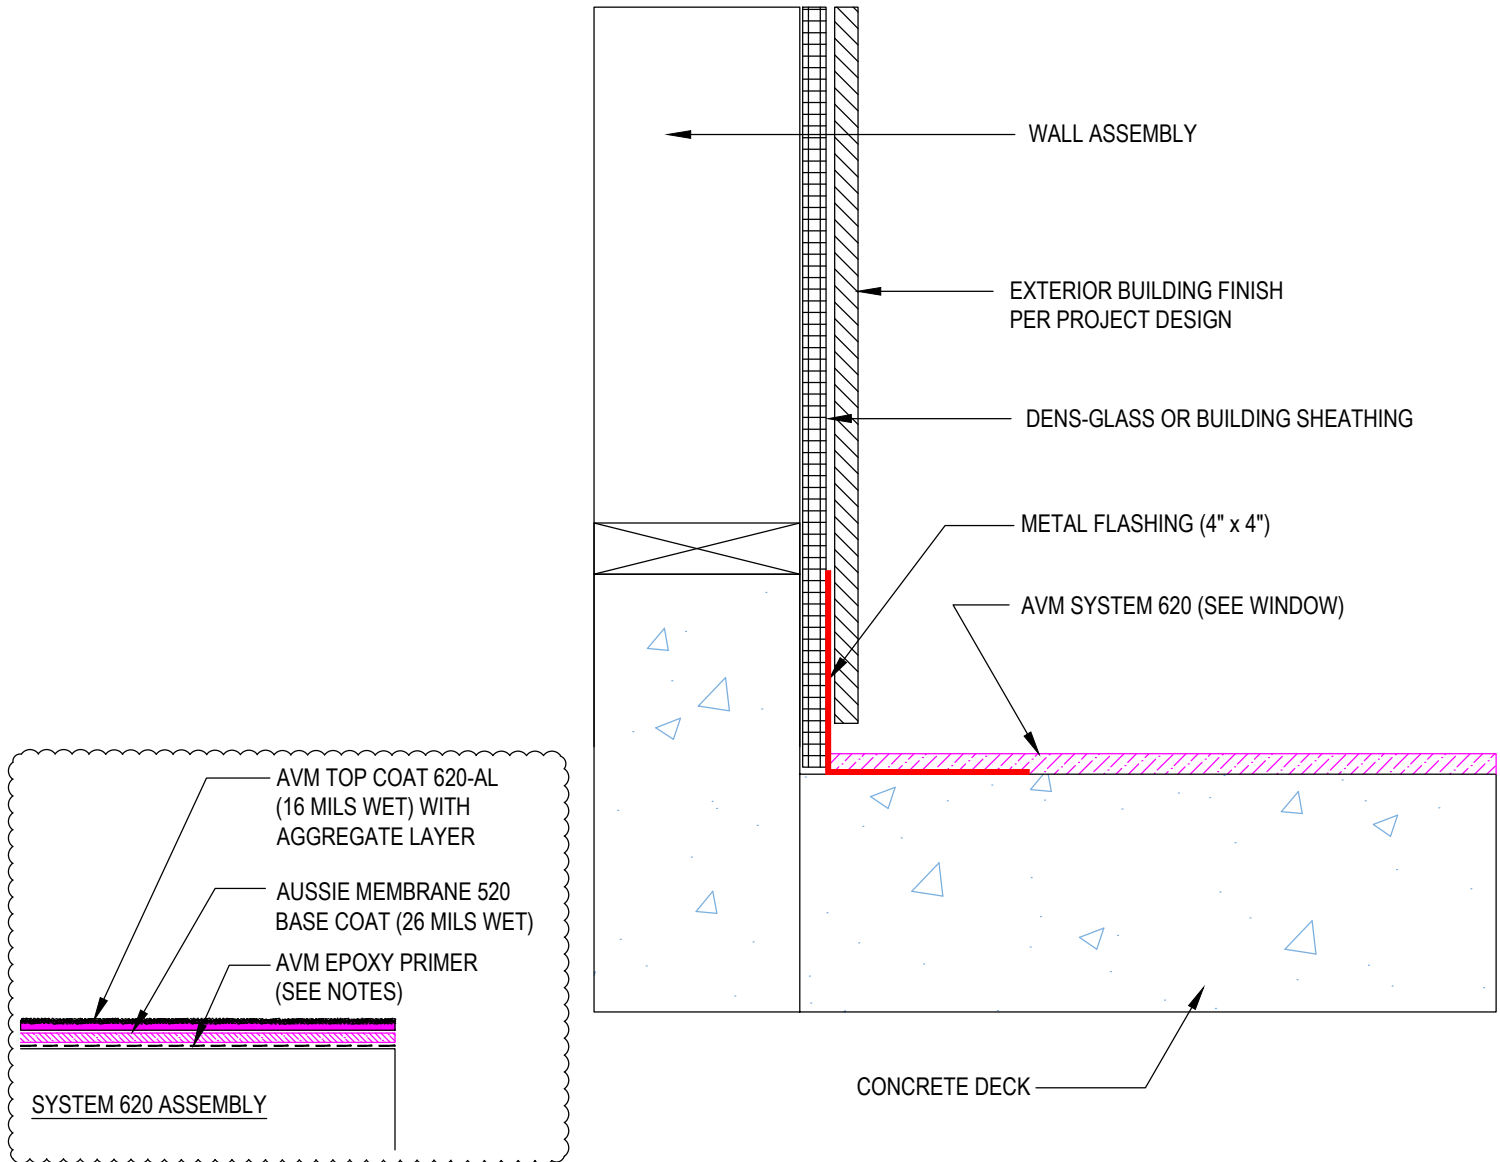 WALL ASSEMBLY
EXTERIOR BUILDING FINISH
PER PROJECT DESIGN
DENS-GLASS OR BUILDING SHEATHING
METAL FLASHING (4" x 4")
AVM SYSTEM 620 (SEE WINDOW)
AVM TOP COAT 620-AL
(16 MILS WET) WITH
AGGREGATE LAYER
AUSSIE MEMBRANE 520
BASE COAT (26 MILS WET)
AVM EPOXY PRIMER
(SEE NOTES)
SYSTEM 620 ASSEMBLY
CONCRETE DECK